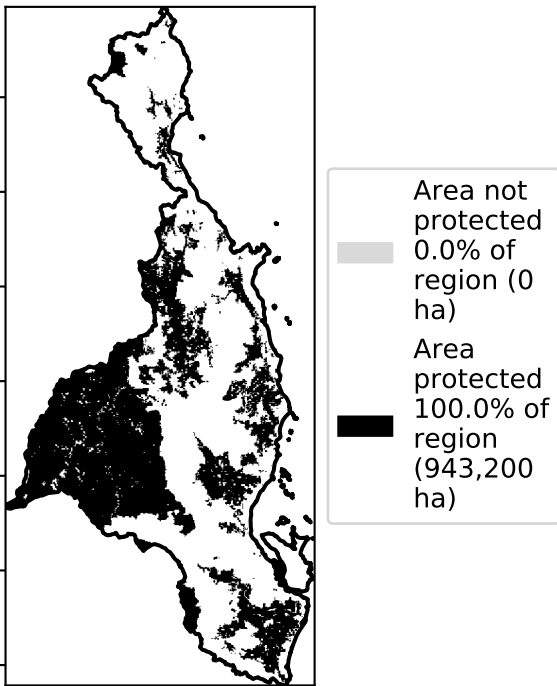 Area not
protected
0.0% of
region (0
ha)
Area
protected
100.0% of
region
(943,200
ha)